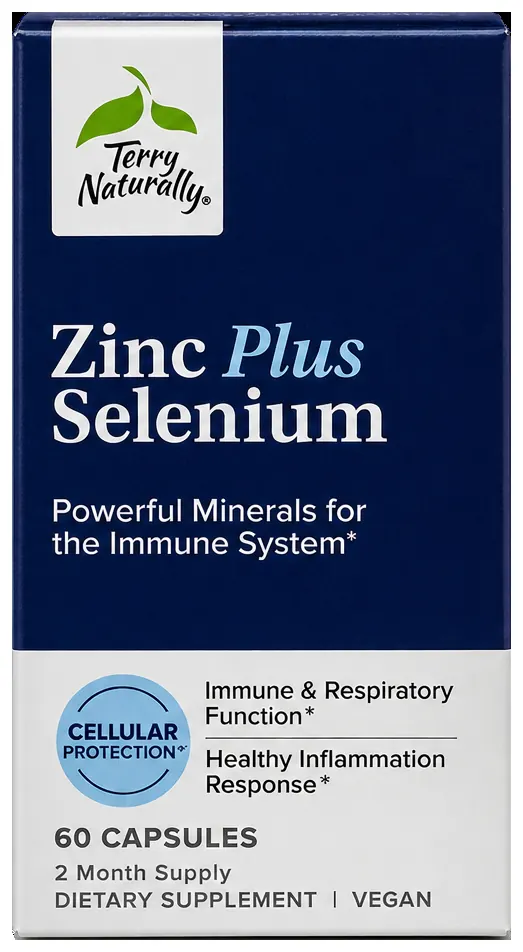 Terry
Naturally®
Zinc Plus
Selenium
Powerful Minerals for
the Immune System*
CELLULAR
PROTECTION*
Immune & Respiratory
Function*
Healthy Inflammation
Response*
60 CAPSULES
2 Month Supply
DIETARY SUPPLEMENT | VEGAN